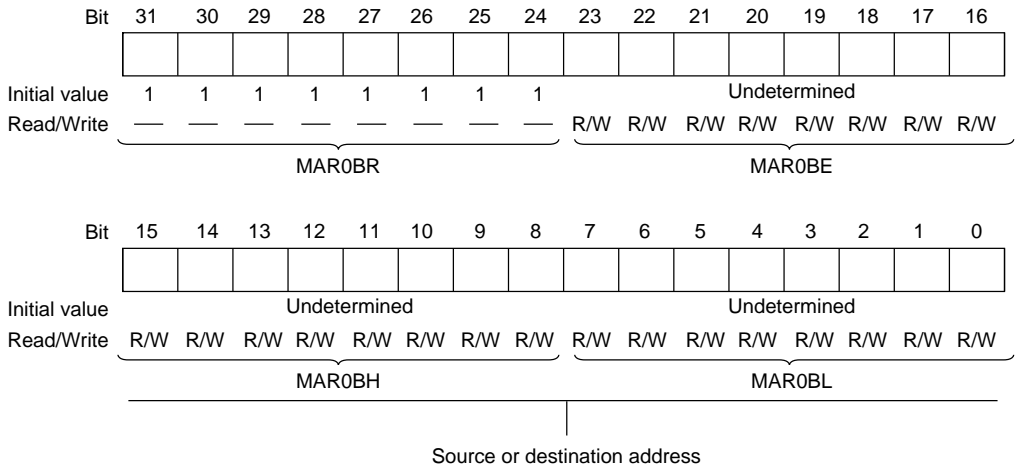 Bit 31 30 29 28 27 26 25 24 23 22 21 20 19 18 17 16
Initial value 1 1 1 1 1 1 1 1 Undetermined
Read/Write — — — — — — — — R/W R/W R/W R/W R/W R/W R/W R/W
MAR0BR MAR0BE
Bit 15 14 13 12 11 10 9 8 7 6 5 4 3 2 1 0
Initial value Undetermined Undetermined
Read/Write R/W R/W R/W R/W R/W R/W R/W R/W R/W R/W R/W R/W R/W R/W R/W R/W
MAR0BH MAR0BL
Source or destination address